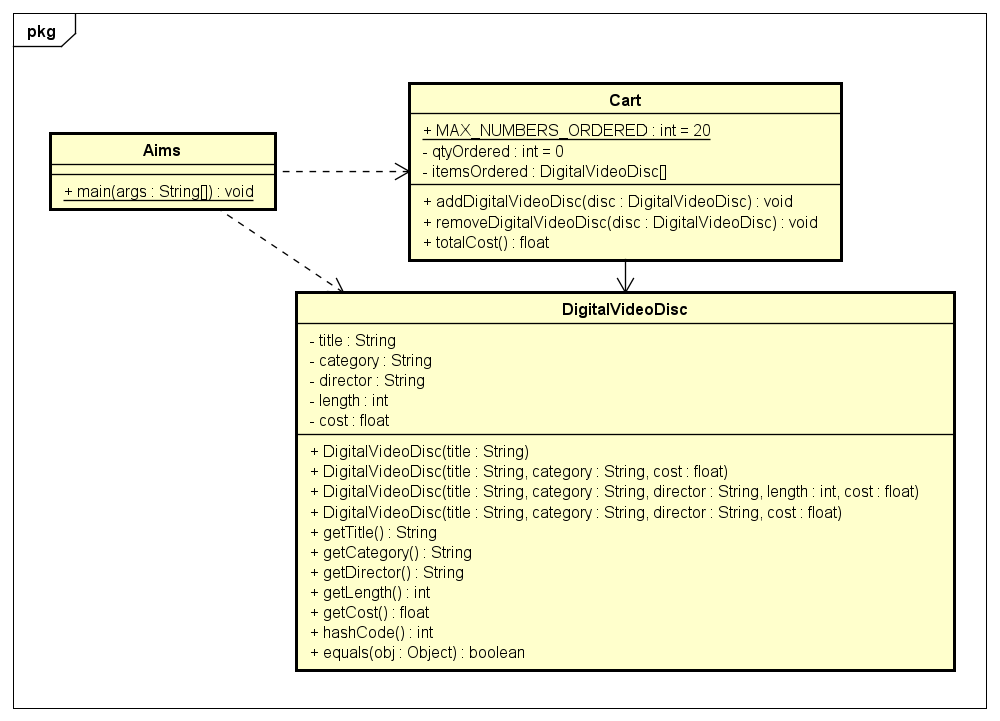 pkg
Aims
+ main(args : String[]) : void
Cart
+ MAX_NUMBERS_ORDERED : int = 20
- qtyOrdered : int = 0
- itemsOrdered : DigitalVideoDisc[]
+ addDigitalVideoDisc(disc : DigitalVideoDisc) : void
+ removeDigitalVideoDisc(disc : DigitalVideoDisc) : void
+ totalCost() : float
DigitalVideoDisc
- title : String
- category : String
- director : String
- length : int
- cost : float
+ DigitalVideoDisc(title : String)
+ DigitalVideoDisc(title : String, category : String, cost : float)
+ DigitalVideoDisc(title : String, category : String, director : String, length : int, cost : float)
+ DigitalVideoDisc(title : String, category : String, director : String, cost : float)
+ getTitle() : String
+ getCategory() : String
+ getDirector() : String
+ getLength() : int
+ getCost() : float
+ hashCode() : int
+ equals(obj : Object) : boolean